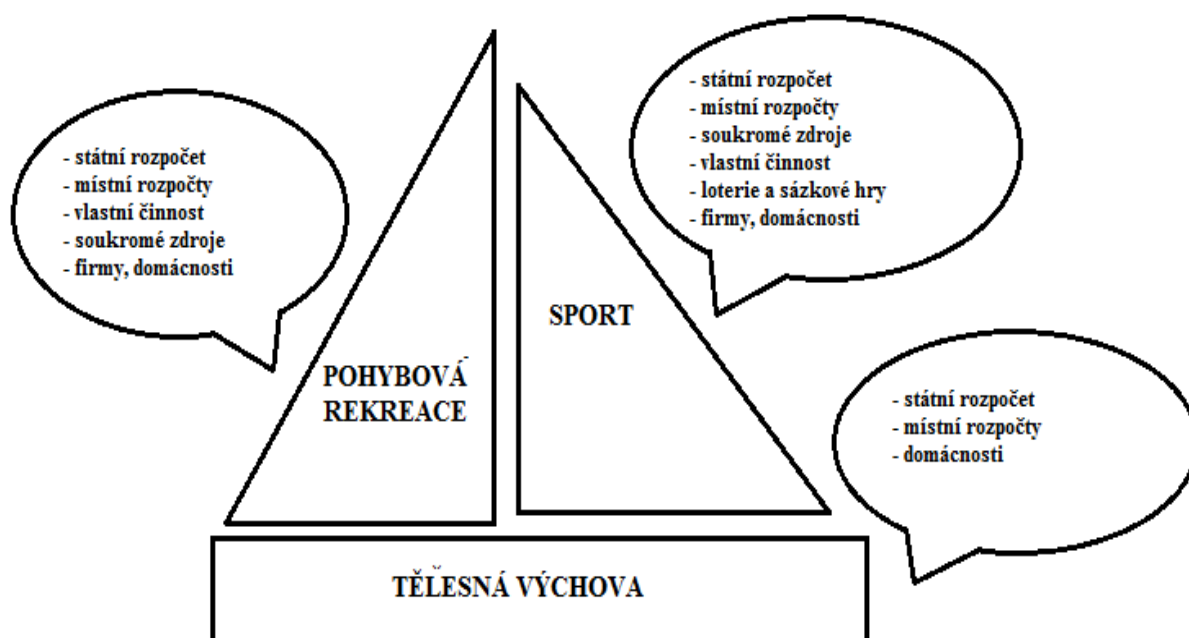 - státní rozpočet
- místní rozpočty
- vlastní činnost
- soukromé zdroje
- firmy, domácnosti
- státní rozpočet
- místní rozpočty
- soukromé zdroje
- vlastní činnost
- loterie a sázkové hry
- firmy, domácnosti
SPORT
POHYBOVÁ
REKREACE
- státní rozpočet
- místní rozpočty
- domácnosti
TĚLESNÁ VÝCHOVA